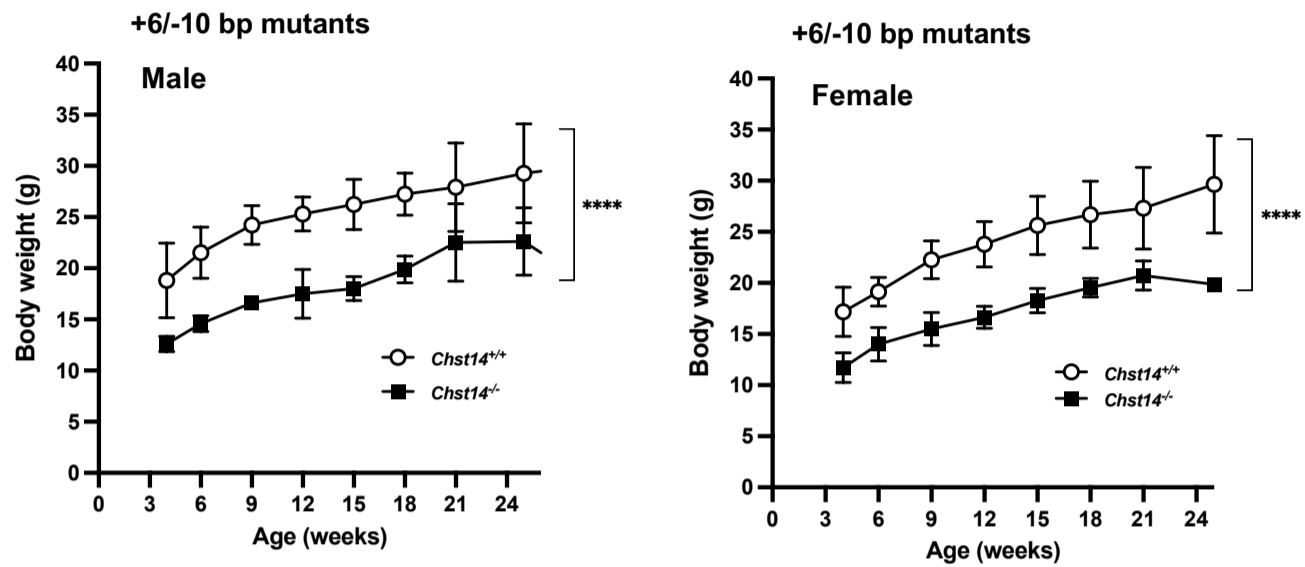 +6/-10 bp mutants
Male
Body weight (g)
40
35
30
25
20
15
10
5
0
0 3 6 9 12 15 18 21 24
Age (weeks)
Chst14+/+
Chst14-/-
****
+6/-10 bp mutants
Female
Body weight (g)
40
35
30
25
20
15
10
5
0
0 3 6 9 12 15 18 21 24
Age (weeks)
Chst14+/+
Chst14-/-
****